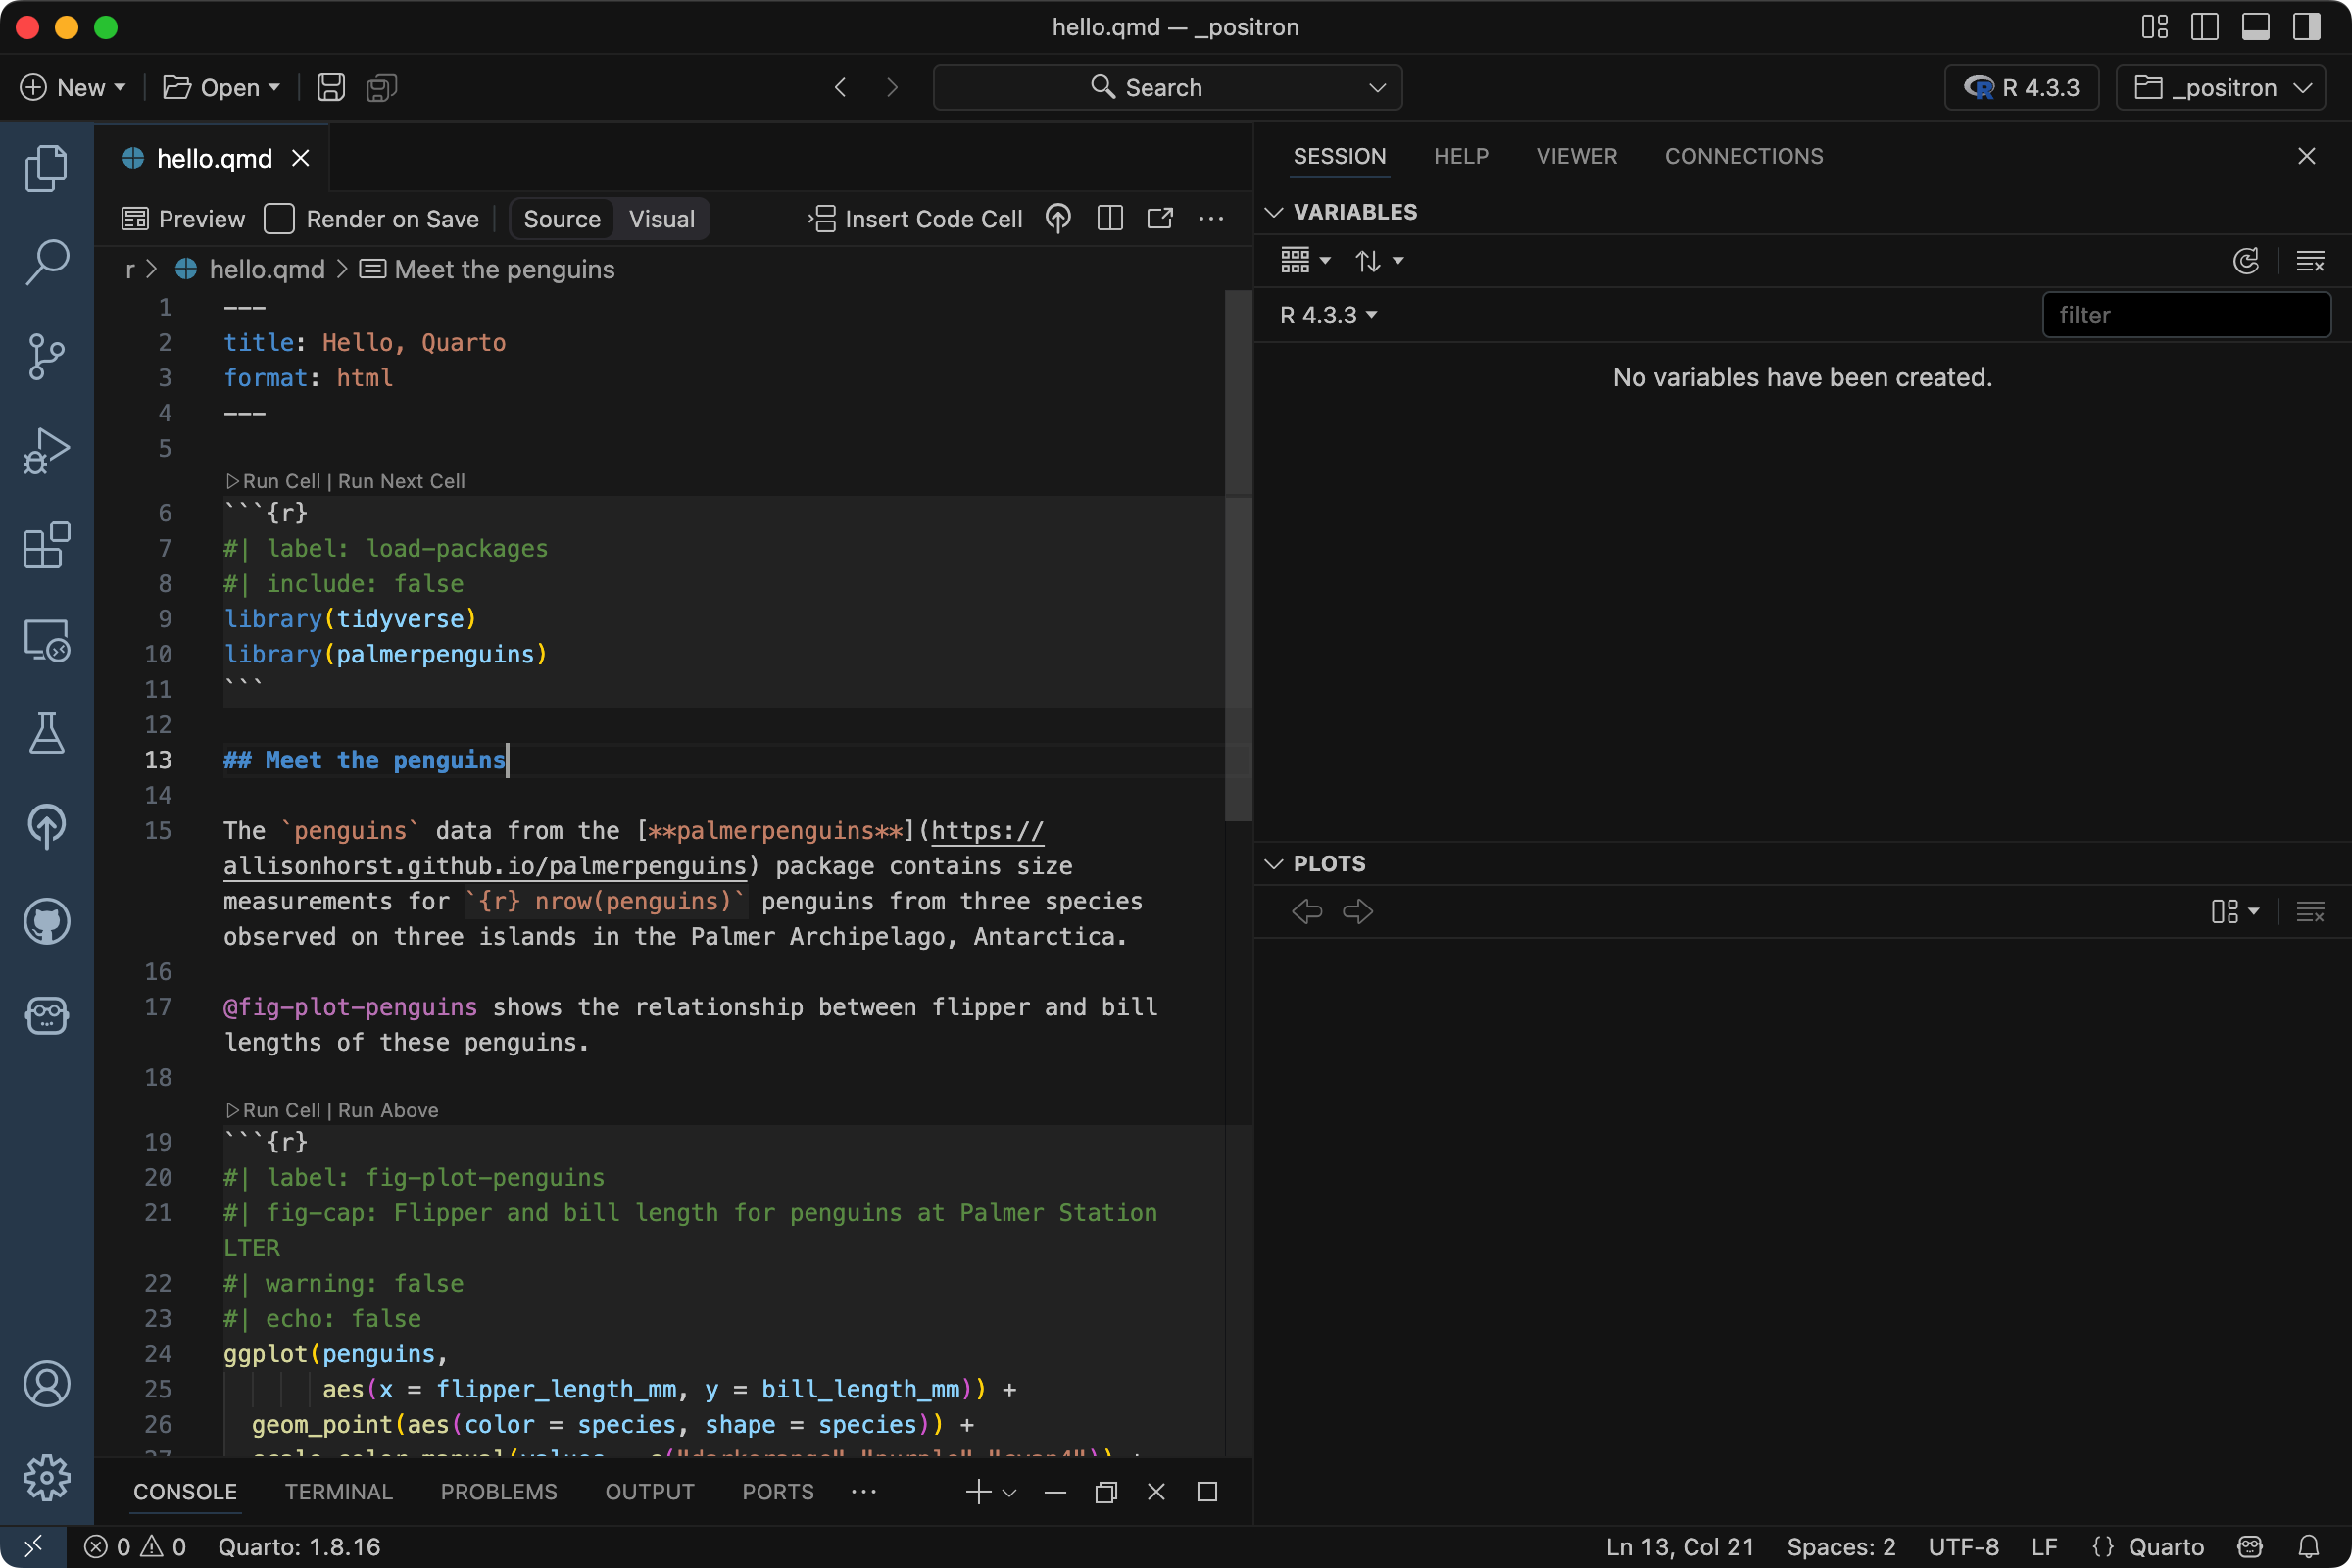 hello.qmd — _positron
New
Open
Search
R 4.3.3
_positron
hello.qmd
SESSION HELP VIEWER CONNECTIONS
Preview
Render on Save
Source Visual
Insert Code Cell
r > hello.qmd > Meet the penguins
1 ---
2 title: Hello, Quarto
3 format: html
4 ---
5
Run Cell | Run Next Cell
6 ```{r}
7 #| label: load-packages
8 #| include: false
9 library(tidyverse)
10 library(palmerpenguins)
11 ```
12
13 ## Meet the penguins
14
15 The `penguins` data from the [**palmerpenguins**](https://
allisonhorst.github.io/palmerpenguins) package contains size
measurements for `{r} nrow(penguins)` penguins from three species
observed on three islands in the Palmer Archipelago, Antarctica.
16
17 @fig-plot-penguins shows the relationship between flipper and bill
lengths of these penguins.
18
Run Cell | Run Above
19 ```{r}
20 #| label: fig-plot-penguins
21 #| fig-cap: Flipper and bill length for penguins at Palmer Station
LTER
22 #| warning: false
23 #| echo: false
24 ggplot(penguins,
25 aes(x = flipper_length_mm, y = bill_length_mm)) +
26 geom_point(aes(color = species, shape = species)) +
27 scale_color_manual(values = c("darkorange","purple","cyan4")) +
VARIABLES
R 4.3.3
filter
No variables have been created.
PLOTS
CONSOLE TERMINAL PROBLEMS OUTPUT PORTS
0 0 Quarto: 1.8.16
Ln 13, Col 21 Spaces: 2 UTF-8 LF {} Quarto